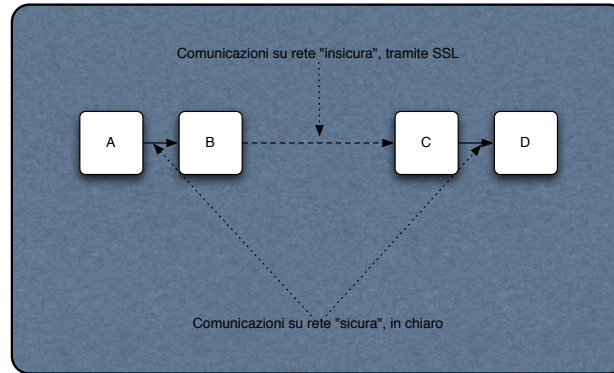 Comunicazioni su rete "insicura", tramite SSL
A
B
C
D
Comunicazioni su rete "sicura", in chiaro